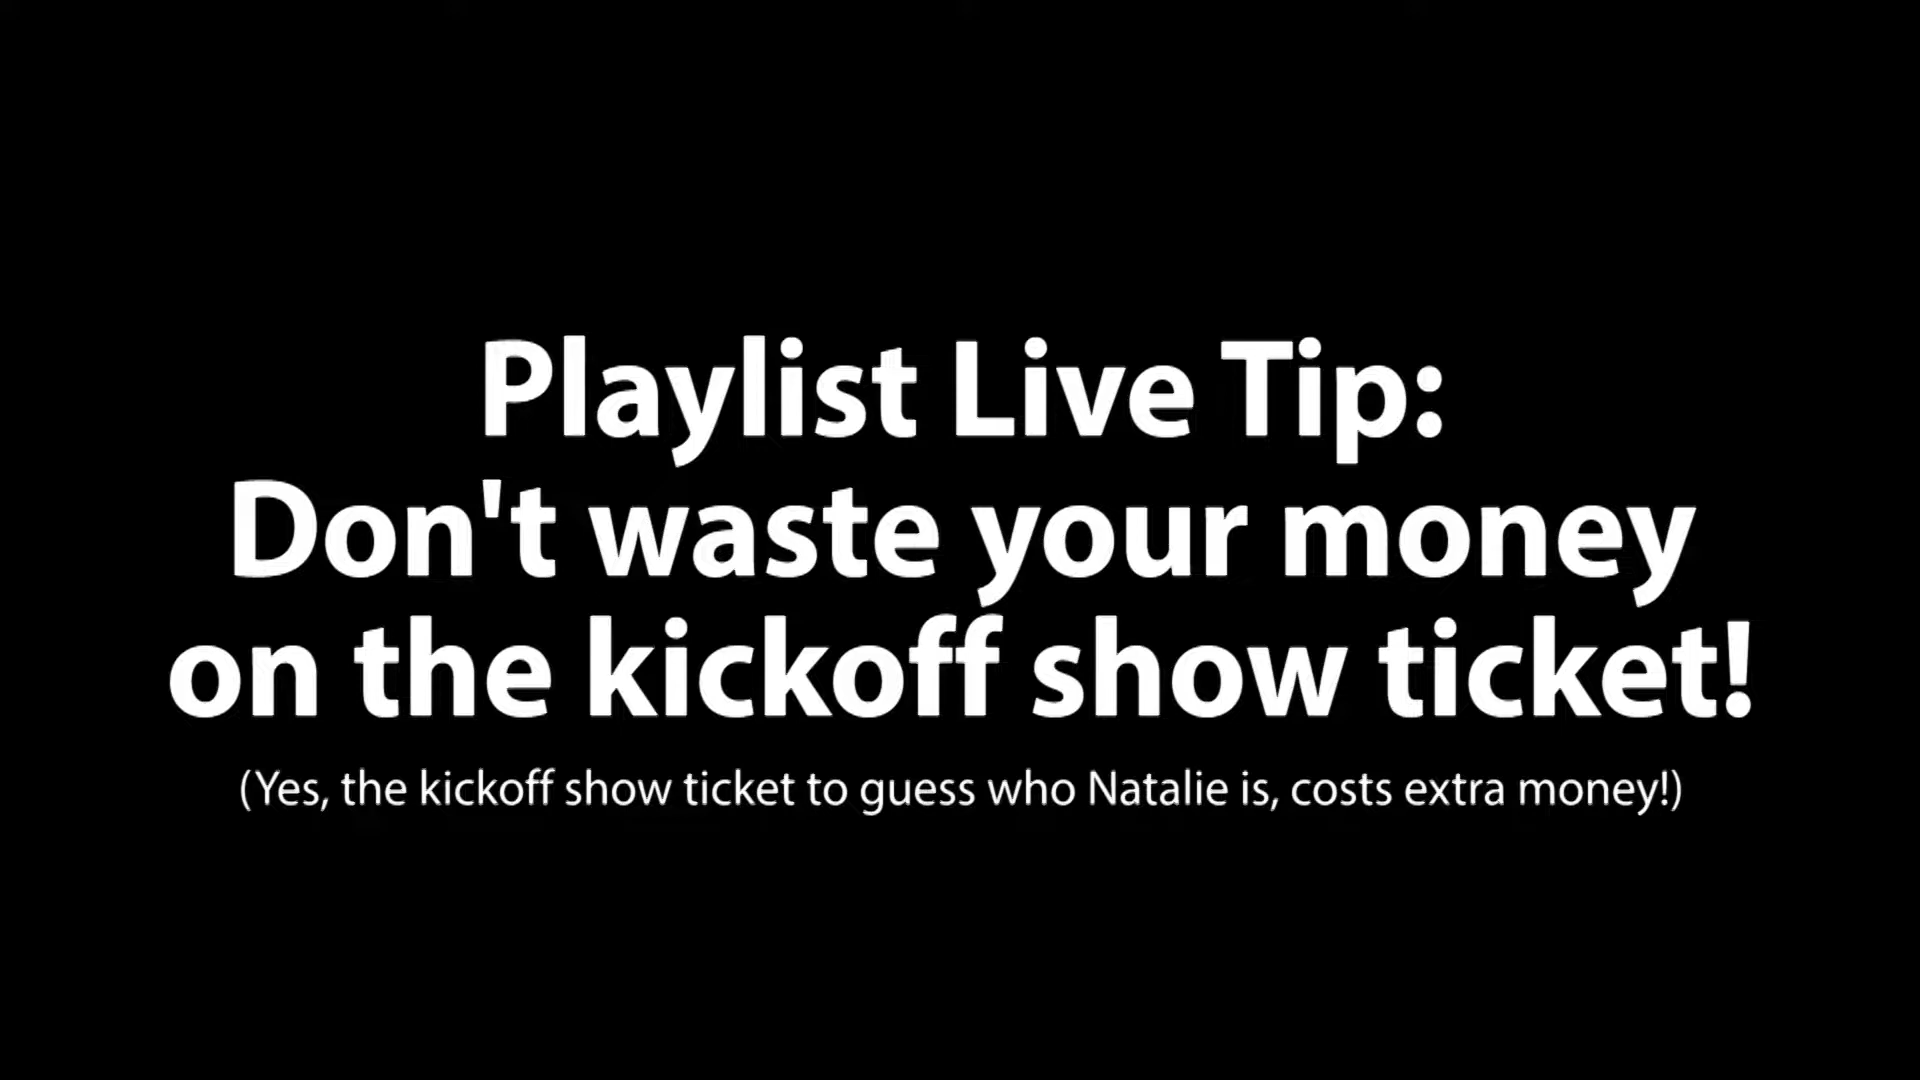 Playlist Live Tip:
Don't waste your money
on the kickoff show ticket!
(Yes, the kickoff show ticket to guess who Natalie is, costs extra money!)